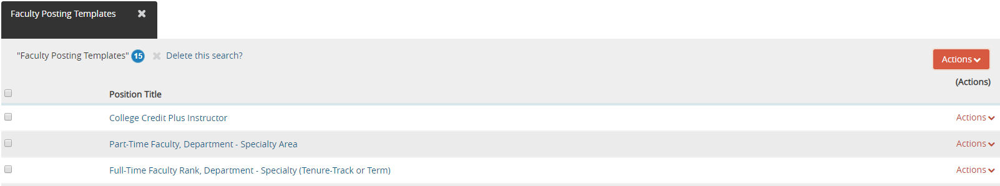 Faculty Posting Templates
"Faculty Posting Templates" 15 Delete this search?
Actions
(Actions)
Position Title
College Credit Plus Instructor Actions
Part-Time Faculty, Department - Specialty Area Actions
Full-Time Faculty Rank, Department - Specialty (Tenure-Track or Term) Actions